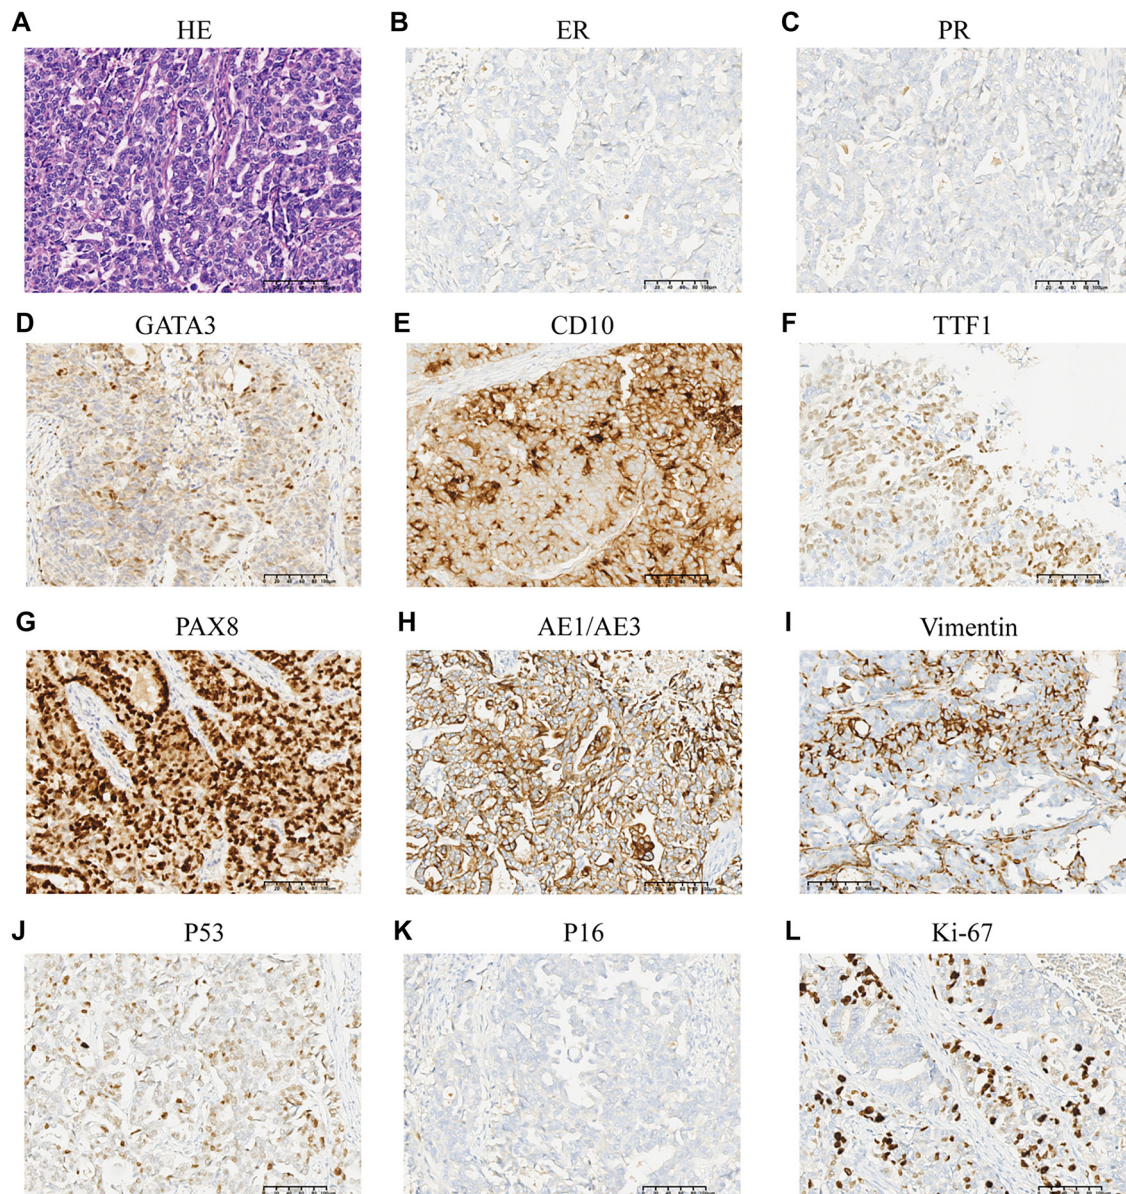 A HE
B ER
C PR
D GATA3
E CD10
F TTF1
G PAX8
H AE1/AE3
I Vimentin
J P53
K P16
L Ki-67